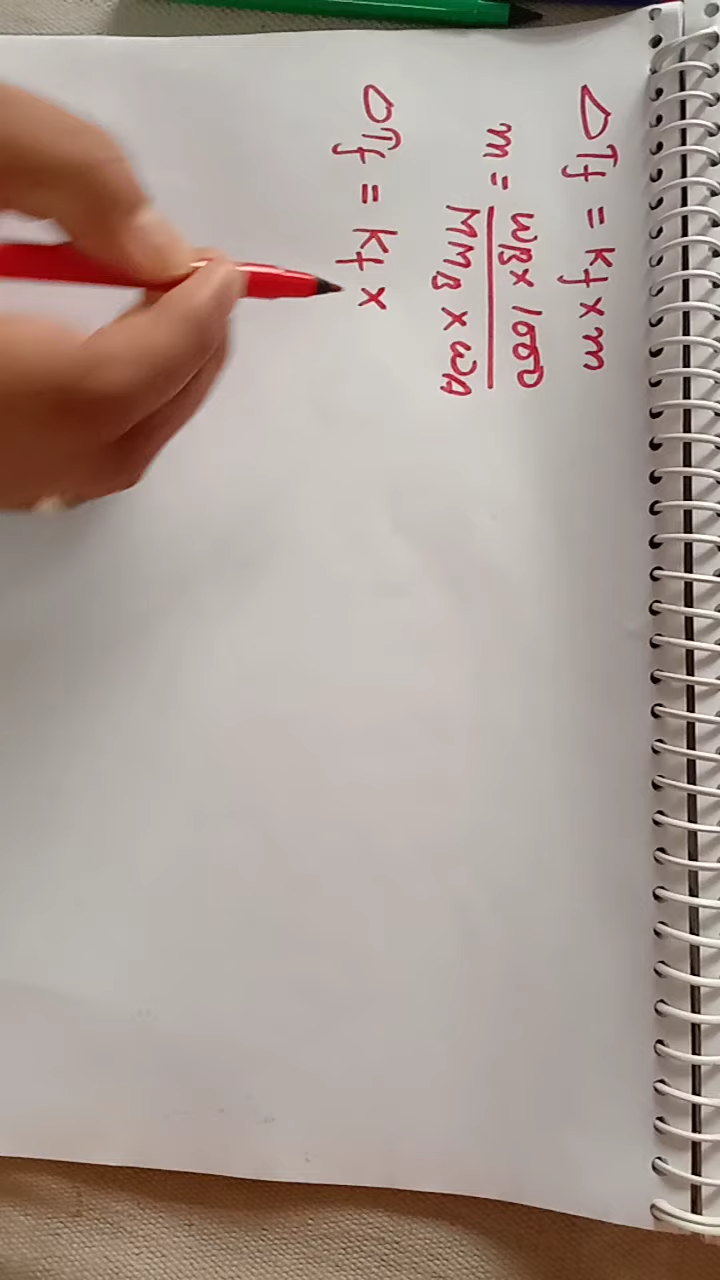 ΔTf = Kf x m
m = WB x 1000
MMB x WA
ΔTf = Kf x